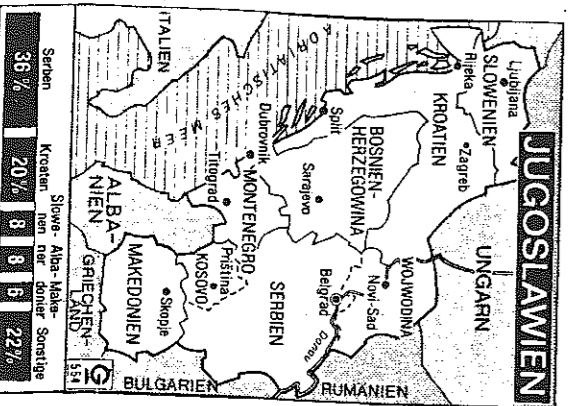 JUGOSLAWIEN
UNGARN
Ljubljana
SLOWENIEN
Zagreb
Rijeka
KROATIEN
WOJWODINA
Novi-Sad
RUMÄNIEN
ITALIEN
BOSNIEN-
HERZEGOWINA
Belgrad
Donau
Split
Sarajevo
SERBIEN
ADRIATISCHES MEER
Dubrovnik
MONTENEGRO
Titograd
Priština
KOSOVO
BULGARIEN
ALBA-
NIEN
Skopje
MAKEDONIEN
GRIECHEN-
LAND
G
554
Serben
Kroaten
Slowe-
nen
Alba-
ner
Make-
donier
Sonstige
36 %
20%
8
8
6
22%